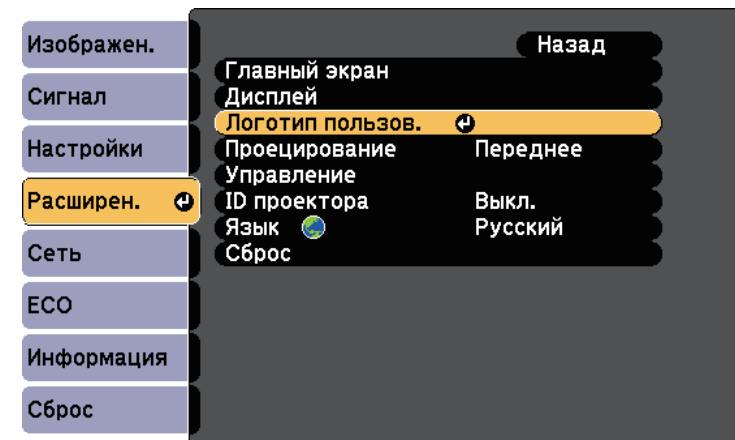 Изображен.
Сигнал
Настройки
Расширен.
Сеть
ECO
Информация
Сброс
Назад
Главный экран
Дисплей
Логотип пользов.
Проецирование Переднее
Управление
ID проектора Выкл.
Язык Русский
Сброс